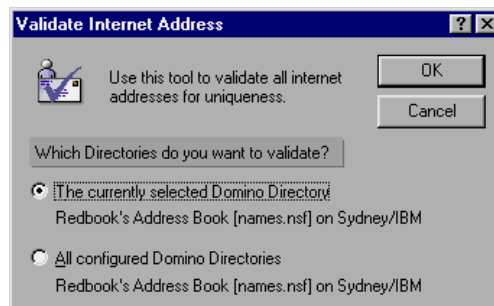 Validate Internet Address
Use this tool to validate all internet
addresses for uniqueness.
OK
Cancel
Which Directories do you want to validate?
The currently selected Domino Directory
Redbook's Address Book [names.nsf] on Sydney/IBM
All configured Domino Directories
Redbook's Address Book [names.nsf] on Sydney/IBM